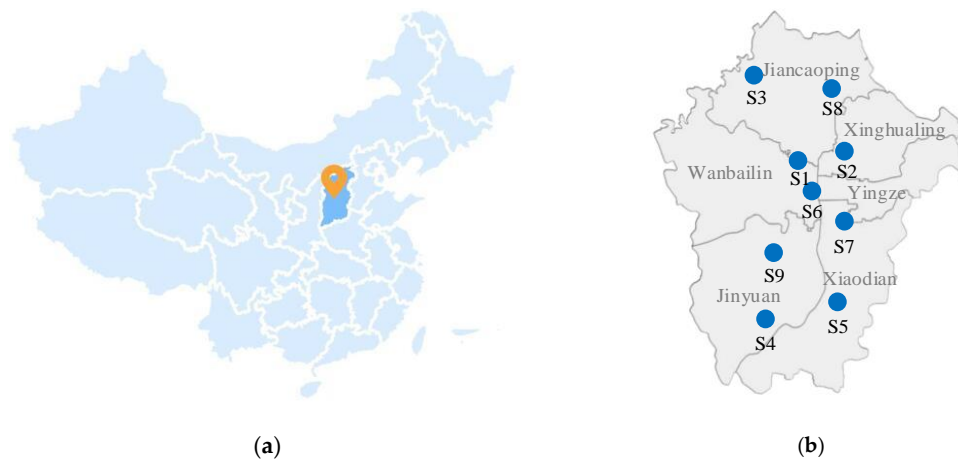 Jiancaoping
S3
S8
Xinghualing
Wanbailin
S1
S2
Yingze
S6
S7
S9
Xiaodian
Jinyuan
S5
S4
(a)
(b)